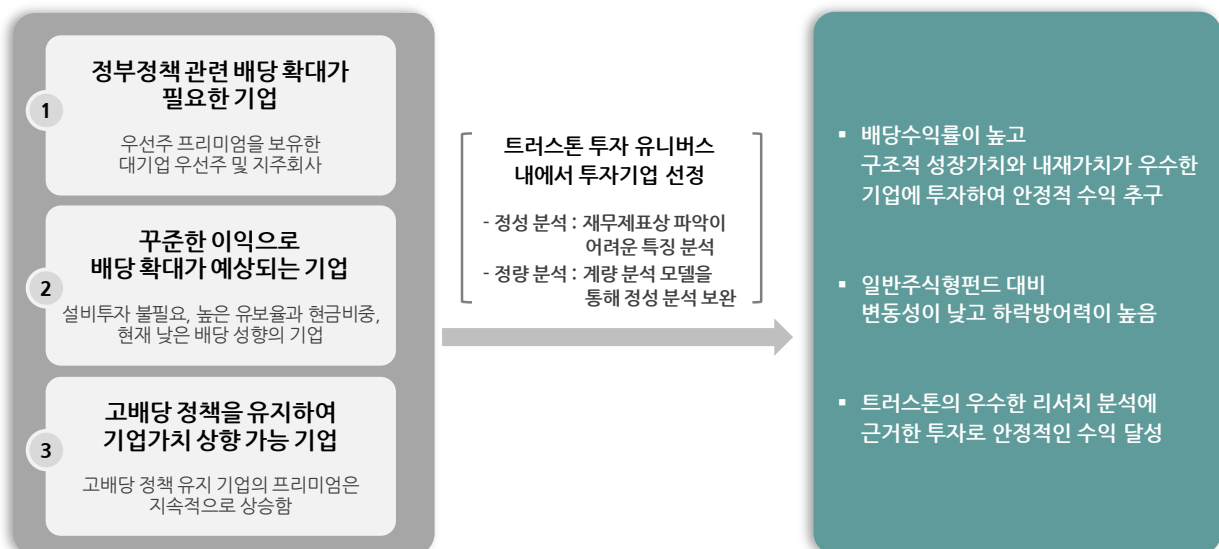 정부정책 관련 배당 확대가
필요한 기업
1
우선주 프리미엄을 보유한
대기업 우선주 및 지주회사
꾸준한 이익으로
배당 확대가 예상되는 기업
2
설비투자 불필요, 높은 유보율과 현금비중,
현재 낮은 배당 성향의 기업
고배당 정책을 유지하여
기업가치 상향 가능 기업
3
고배당 정책 유지 기업의 프리미엄은
지속적으로 상승함
트러스톤 투자 유니버스
내에서 투자기업 선정
- 정성 분석 : 재무제표상 파악이
어려운 특징 분석
- 정량 분석 : 계량 분석 모델을
통해 정성 분석 보완
▪ 배당수익률이 높고
구조적 성장가치와 내재가치가 우수한
기업에 투자하여 안정적 수익 추구
▪ 일반주식형펀드 대비
변동성이 낮고 하락방어력이 높음
▪ 트러스톤의 우수한 리서치 분석에
근거한 투자로 안정적인 수익 달성